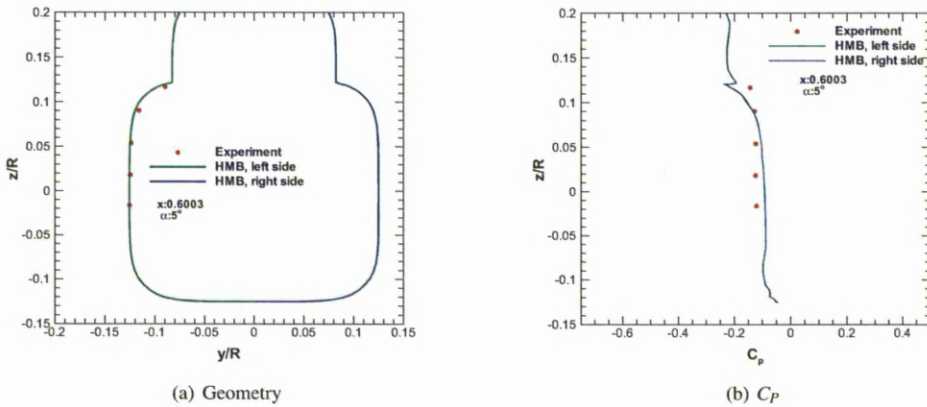 0.2
0.15
0.1
0.05
0
-0.05
-0.1
-0.15
z/R
-0.2
-0.15
-0.1
-0.05
0
0.05
0.1
0.15
y/R
Experiment
HMB, left side
HMB, right side
x:0.6003
α:5°
(a) Geometry
0.2
0.15
0.1
0.05
0
-0.05
-0.1
-0.15
z/R
-0.6
-0.4
-0.2
0
0.2
0.4
Cp
Experiment
HMB, left side
HMB, right side
x:0.6003
α:5°
(b) CP